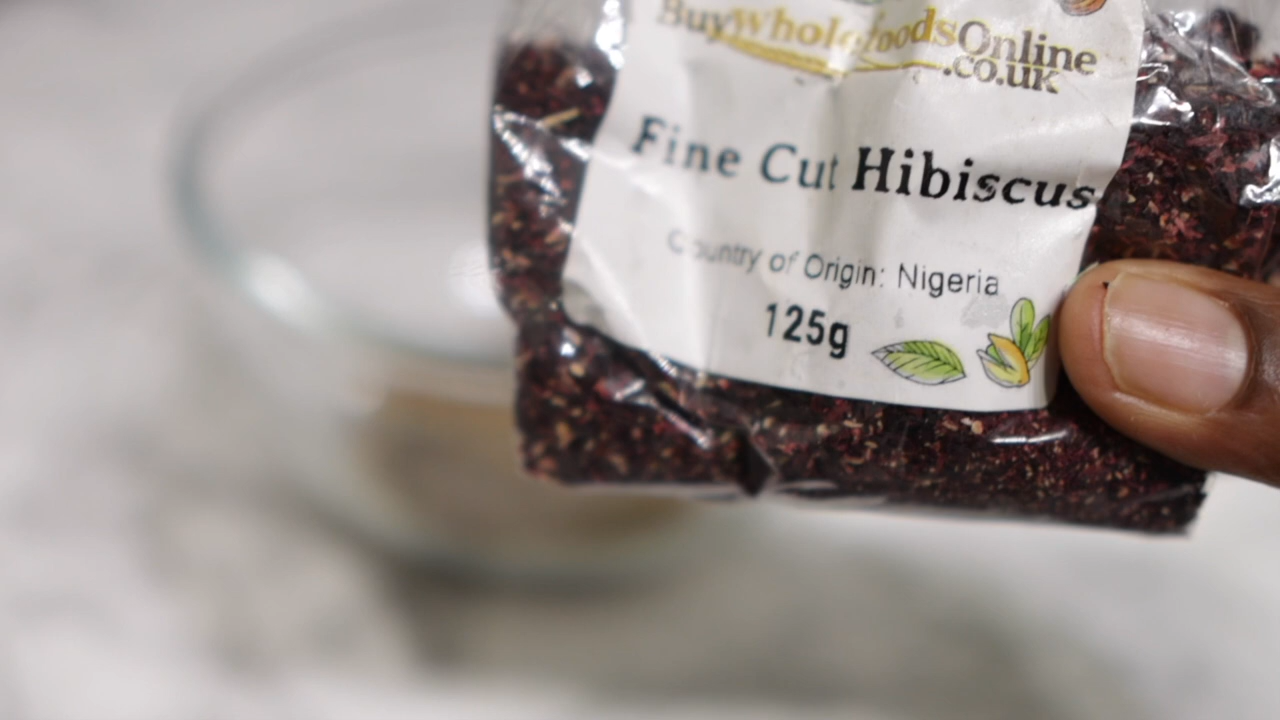 BuywholefoodsOnline
.co.uk
Fine Cut Hibiscus
Country of Origin: Nigeria
125g